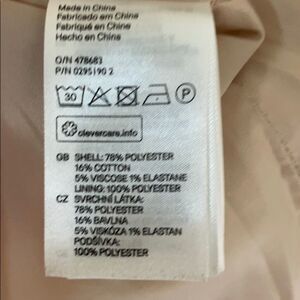 Made in China
Fabricado em China
Fabriqué en China
Hecho en China
O/N 478683
P/N 0295190 2
30
P
clevercare.info
GB SHELL: 78% POLYESTER
16% COTTON
5% VISCOSE 1% ELASTANE
LINING: 100% POLYESTER
CZ SVRCHNÍ LÁTKA:
78% POLYESTER
16% BAVLNA
5% VISKÓZA 1% ELASTAN
PODŠÍVKA:
100% POLYESTER